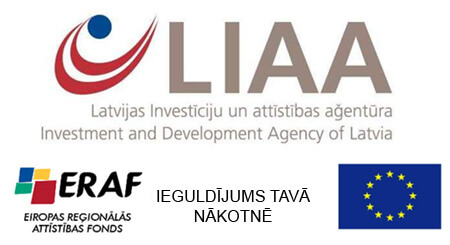 LIAA
Latvijas Investīciju un attīstības aģentūra
Investment and Development Agency of Latvia
ERAF
EIROPAS REĢIONĀLĀS
ATTĪSTĪBAS FONDS
IEGULDĪJUMS TAVĀ
NĀKOTNĒ